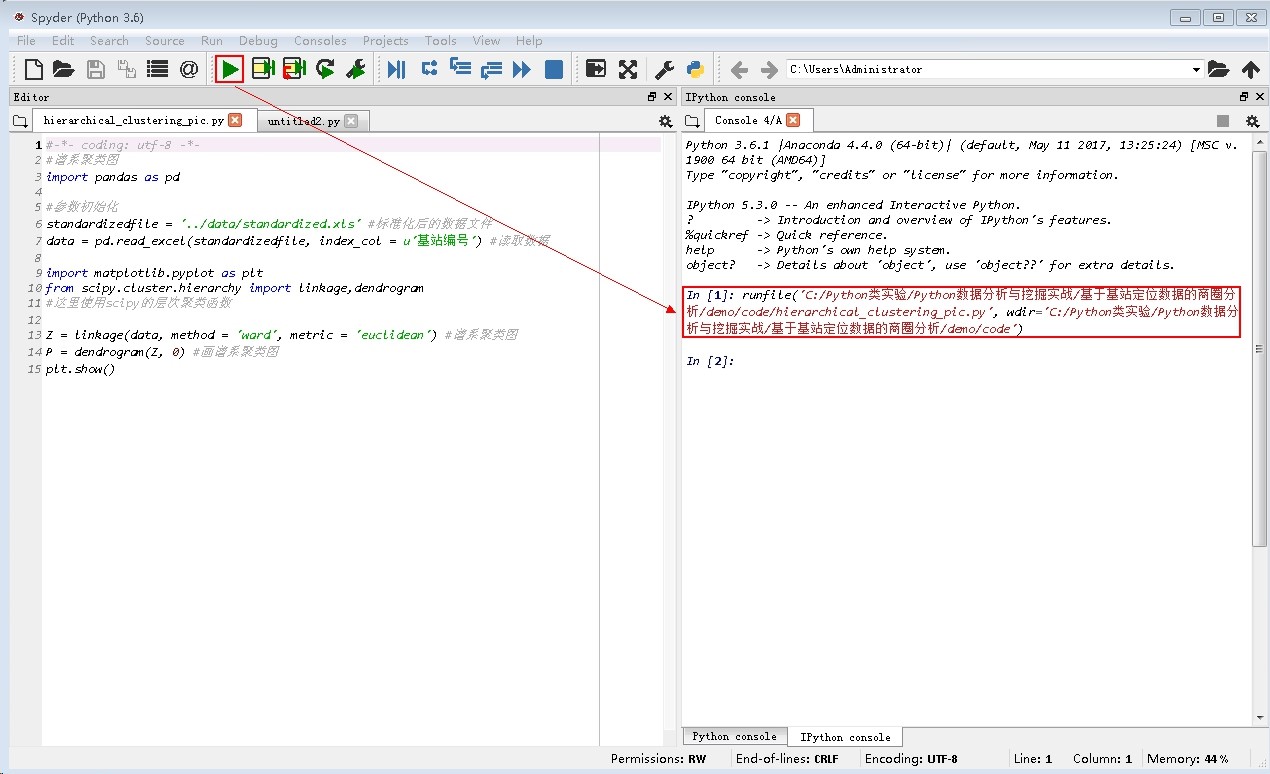 Spyder (Python 3.6)
File Edit Search Source Run Debug Consoles Projects Tools View Help
C:\Users\Administrator
Editor
hierarchical_clustering_pic.py
untitled2.py
1 #-*- coding: utf-8 -*-
2 #谱系聚类图
3 import pandas as pd
4
5 #参数初始化
6 standardizedfile = '../data/standardized.xls' #标准化后的数据文件
7 data = pd.read_excel(standardizedfile, index_col = u'基站编号') #读取数据
8
9 import matplotlib.pyplot as plt
10 from scipy.cluster.hierarchy import linkage,dendrogram
11 #这里使用scipy的层次聚类函数
12
13 Z = linkage(data, method = 'ward', metric = 'euclidean') #谱系聚类图
14 P = dendrogram(Z, 0) #画谱系聚类图
15 plt.show()
IPython console
Console 4/A
Python 3.6.1 |Anaconda 4.4.0 (64-bit)| (default, May 11 2017, 13:25:24) [MSC v.
1900 64 bit (AMD64)]
Type "copyright", "credits" or "license" for more information.
IPython 5.3.0 -- An enhanced Interactive Python.
? -> Introduction and overview of IPython's features.
%quickref -> Quick reference.
help -> Python's own help system.
object? -> Details about 'object', use 'object??' for extra details.
In [1]: runfile('C:/Python类实验/Python数据分析与挖掘实战/基于基站定位数据的商圈分
析/demo/code/hierarchical_clustering_pic.py', wdir='C:/Python类实验/Python数据分
析与挖掘实战/基于基站定位数据的商圈分析/demo/code')
In [2]:
Python console
IPython console
Permissions: RW End-of-lines: CRLF Encoding: UTF-8 Line: 1 Column: 1 Memory: 44 %